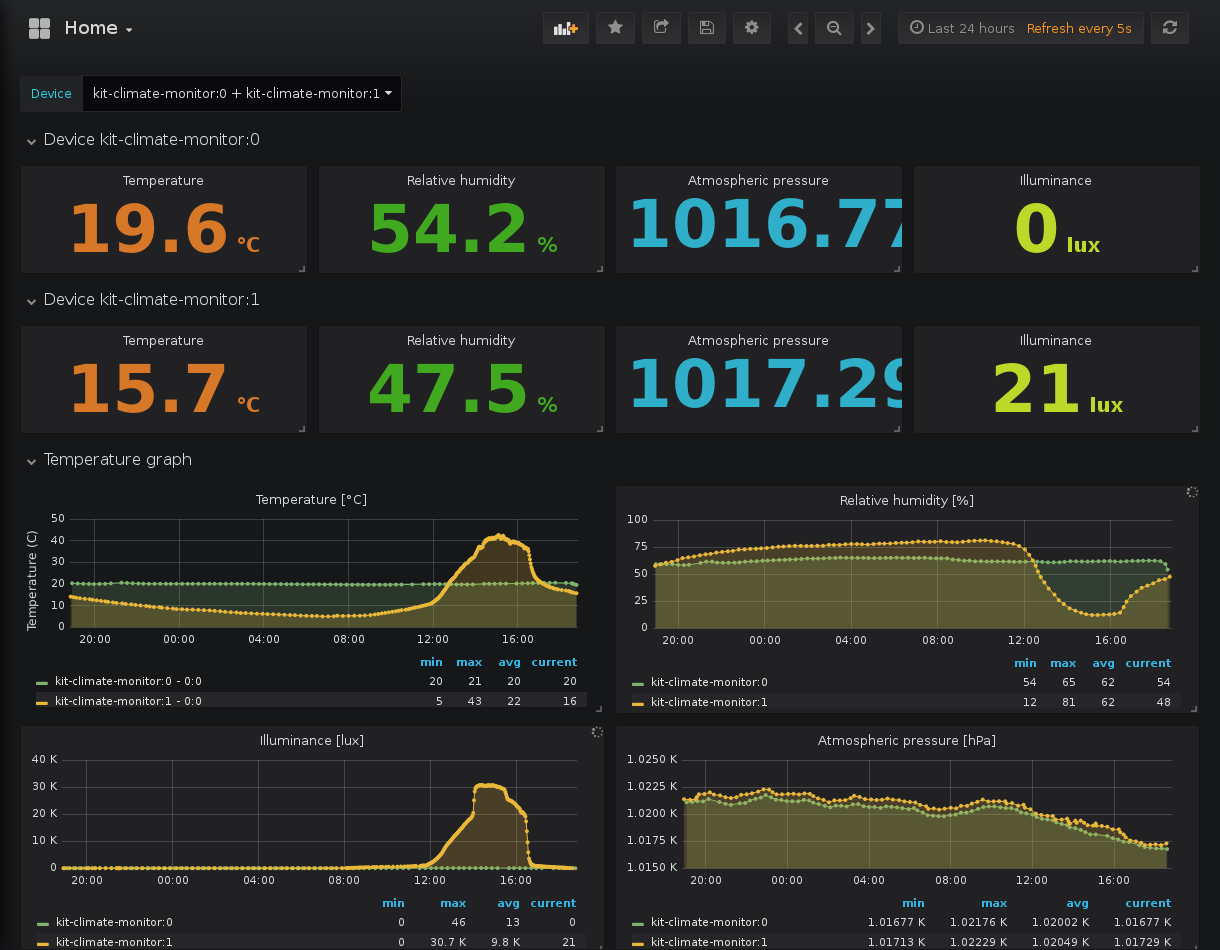 Home
Last 24 hours Refresh every 5s
Device kit-climate-monitor:0 + kit-climate-monitor:1
Device kit-climate-monitor:0
Temperature
19.6 °C
Relative humidity
54.2 %
Atmospheric pressure
1016.77
Illuminance
0 lux
Device kit-climate-monitor:1
Temperature
15.7 °C
Relative humidity
47.5 %
Atmospheric pressure
1017.29
Illuminance
21 lux
Temperature graph
Temperature [°C]
Temperature (C)
50
40
30
20
10
0
20:00 00:00 04:00 08:00 12:00 16:00
min max avg current
kit-climate-monitor:0 - 0:0 20 21 20 20
kit-climate-monitor:1 - 0:0 5 43 22 16
Relative humidity [%]
100
75
50
25
0
20:00 00:00 04:00 08:00 12:00 16:00
min max avg current
kit-climate-monitor:0 54 65 62 54
kit-climate-monitor:1 12 81 62 48
Illuminance [lux]
40 K
30 K
20 K
10 K
0
20:00 00:00 04:00 08:00 12:00 16:00
min max avg current
kit-climate-monitor:0 0 46 13 0
kit-climate-monitor:1 0 30.7 K 9.8 K 21
Atmospheric pressure [hPa]
1.0250 K
1.0225 K
1.0200 K
1.0175 K
1.0150 K
20:00 00:00 04:00 08:00 12:00 16:00
min max avg current
kit-climate-monitor:0 1.01677 K 1.02176 K 1.02002 K 1.01677 K
kit-climate-monitor:1 1.01713 K 1.02229 K 1.02049 K 1.01729 K